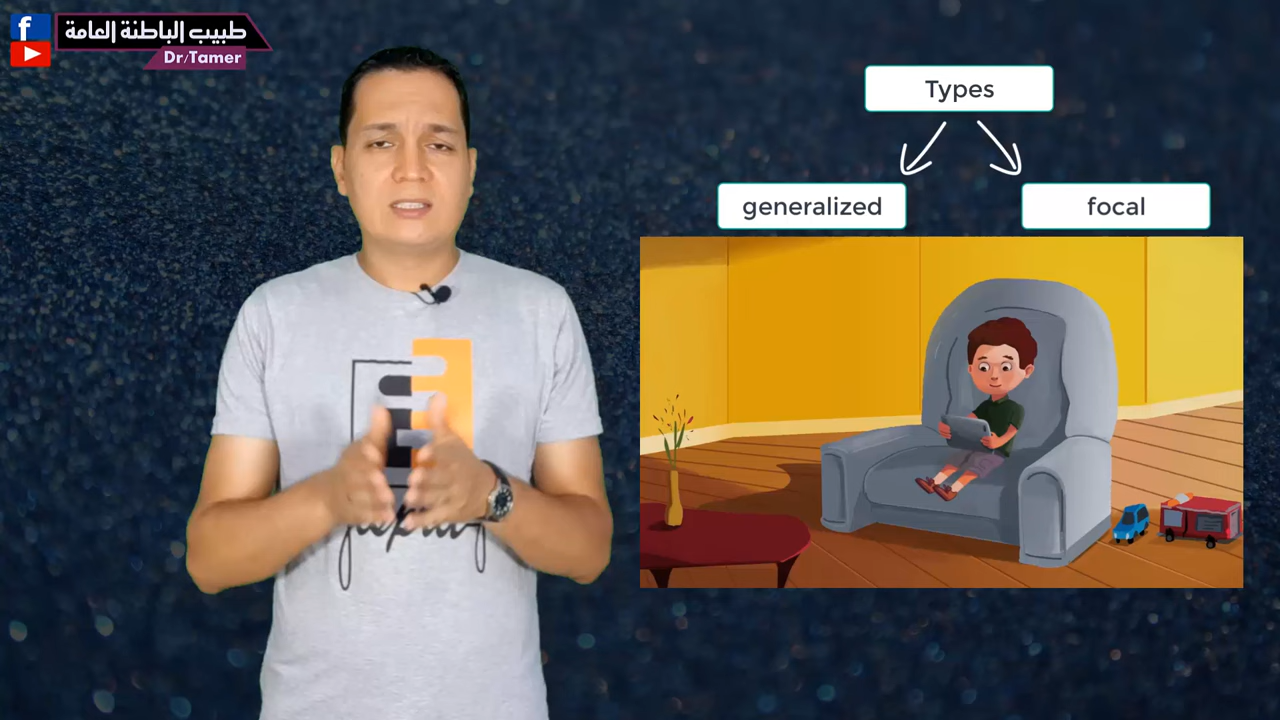 طبيب الباطنة العامة
Dr/Tamer
Types
generalized
focal